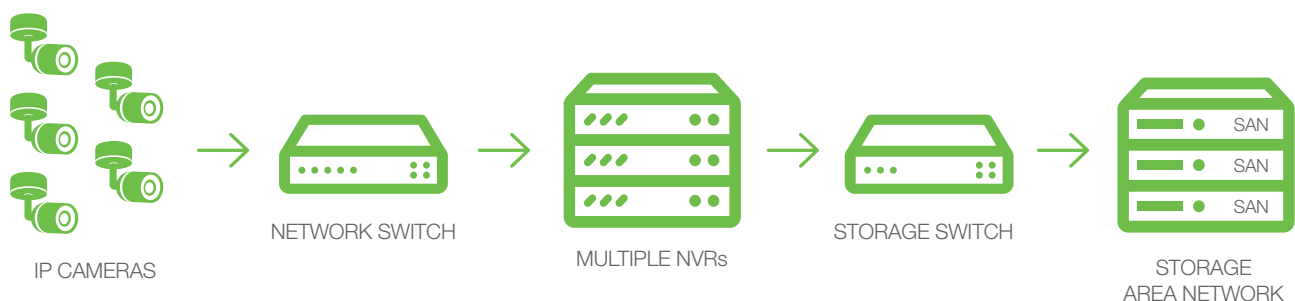 SAN
SAN
SAN
IP CAMERAS
NETWORK SWITCH
MULTIPLE NVRs
STORAGE SWITCH
STORAGE
AREA NETWORK